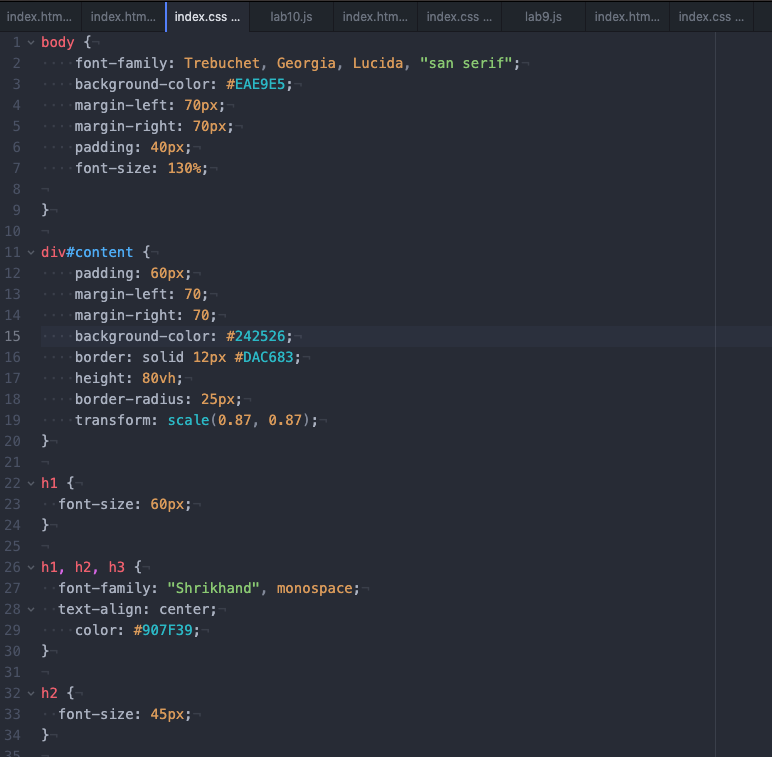 index.htm... index.htm... index.css ... lab10.js index.htm... index.css ... lab9.js index.htm... index.css ...
1 body {
2 font-family: Trebuchet, Georgia, Lucida, "san serif";
3 background-color: #EAE9E5;
4 margin-left: 70px;
5 margin-right: 70px;
6 padding: 40px;
7 font-size: 130%;
8
9 }
10
11 div#content {
12 padding: 60px;
13 margin-left: 70;
14 margin-right: 70;
15 background-color: #242526;
16 border: solid 12px #DAC683;
17 height: 80vh;
18 border-radius: 25px;
19 transform: scale(0.87, 0.87);
20 }
21
22 h1 {
23 font-size: 60px;
24 }
25
26 h1, h2, h3 {
27 font-family: "Shrikhand", monospace;
28 text-align: center;
29 color: #907F39;
30 }
31
32 h2 {
33 font-size: 45px;
34 }
35